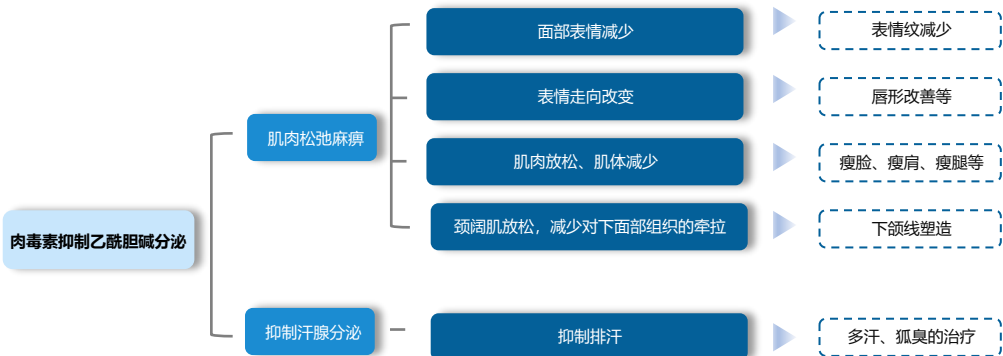 面部表情减少
表情纹减少
表情走向改变
唇形改善等
肌肉松弛麻痹
肌肉放松、肌体减少
瘦脸、瘦肩、瘦腿等
肉毒素抑制乙酰胆碱分泌
颈阔肌放松，减少对下面部组织的牵拉
下颌线塑造
抑制汗腺分泌
抑制排汗
多汗、狐臭的治疗